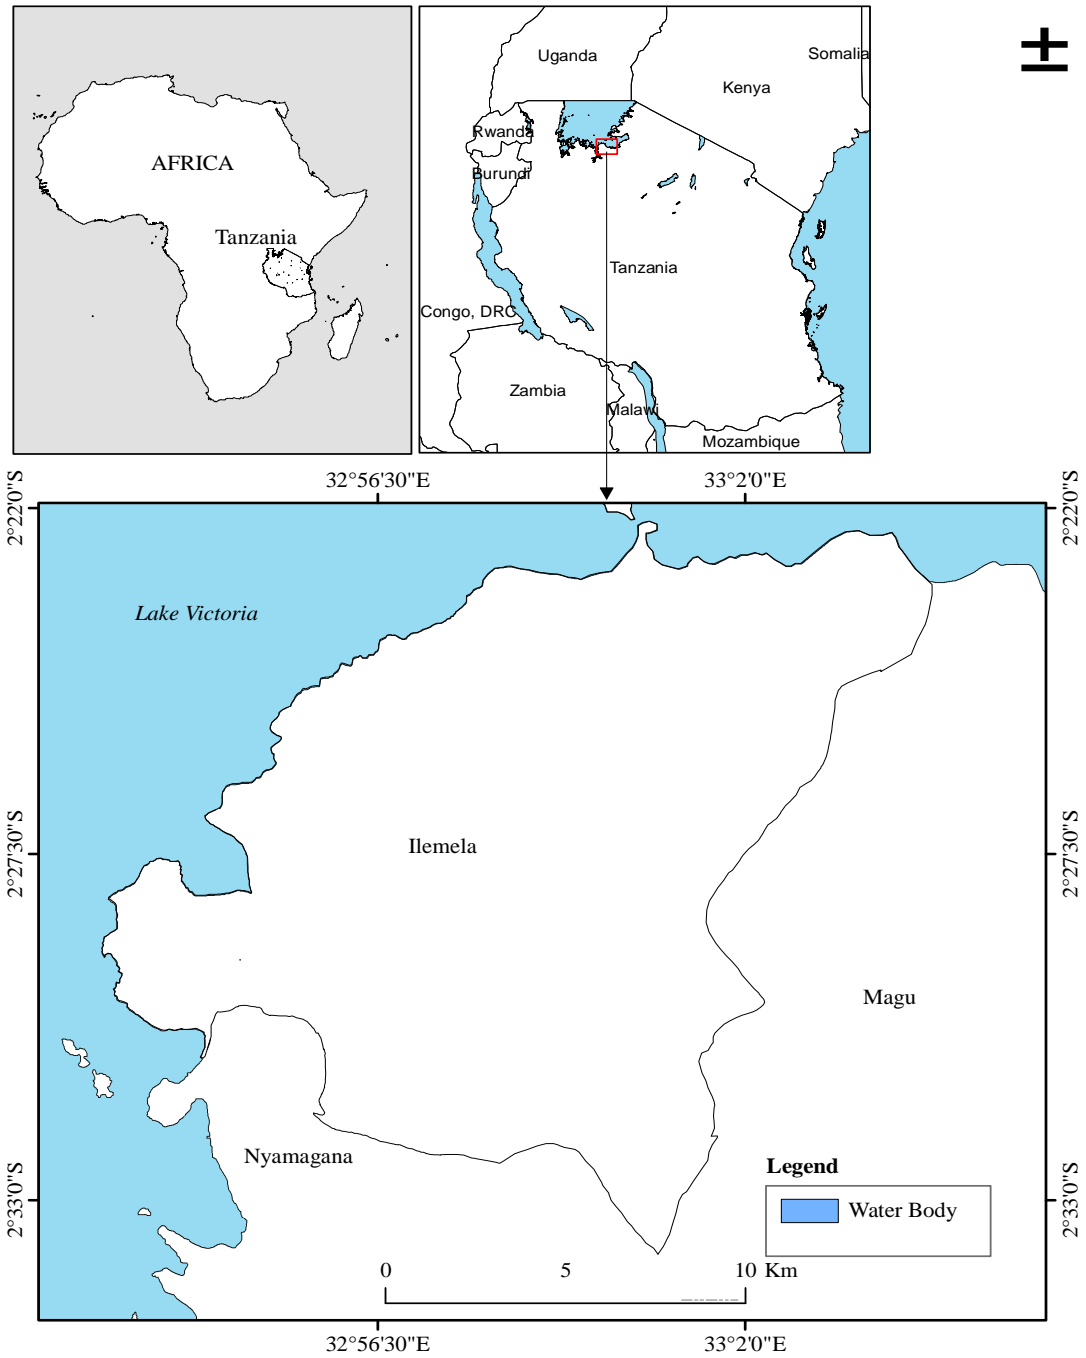 AFRICA
Tanzania
Uganda
Somalia
Kenya
Rwanda
Burundi
Tanzania
Congo, DRC
Zambia
Malawi
Mozambique
±
32°56'30"E
33°2'0"E
2°22'0"S
2°22'0"S
Lake Victoria
2°27'30"S
Ilemela
2°27'30"S
Magu
Nyamagana
2°33'0"S
2°33'0"S
Legend
Water Body
0 5 10 Km
32°56'30"E
33°2'0"E